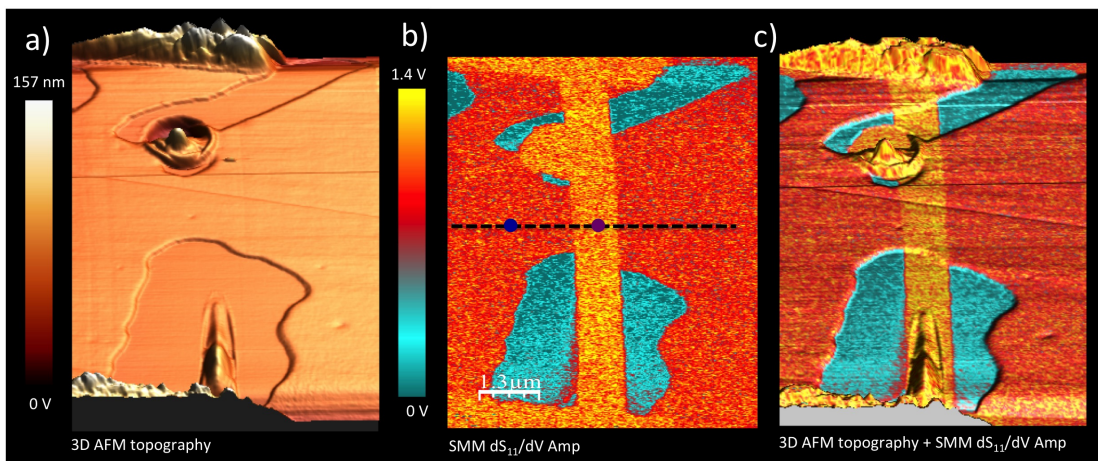 a)
157 nm
0 V
3D AFM topography
b)
1.4 V
0 V
1.3μm
SMM dS₁₁/dV Amp
c)
3D AFM topography + SMM dS₁₁/dV Amp